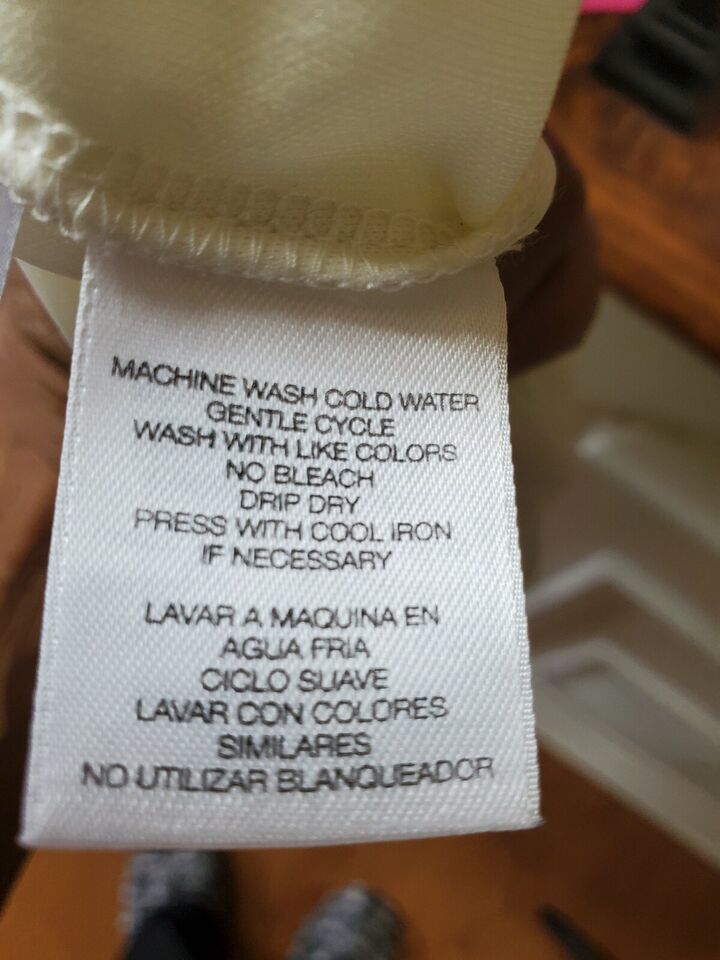 MACHINE WASH COLD WATER
GENTLE CYCLE
WASH WITH LIKE COLORS
NO BLEACH
DRIP DRY
PRESS WITH COOL IRON
IF NECESSARY
LAVAR A MAQUINA EN
AGUA FRIA
CICLO SUAVE
LAVAR CON COLORES
SIMILARES
NO UTILIZAR BLANQUEADOR